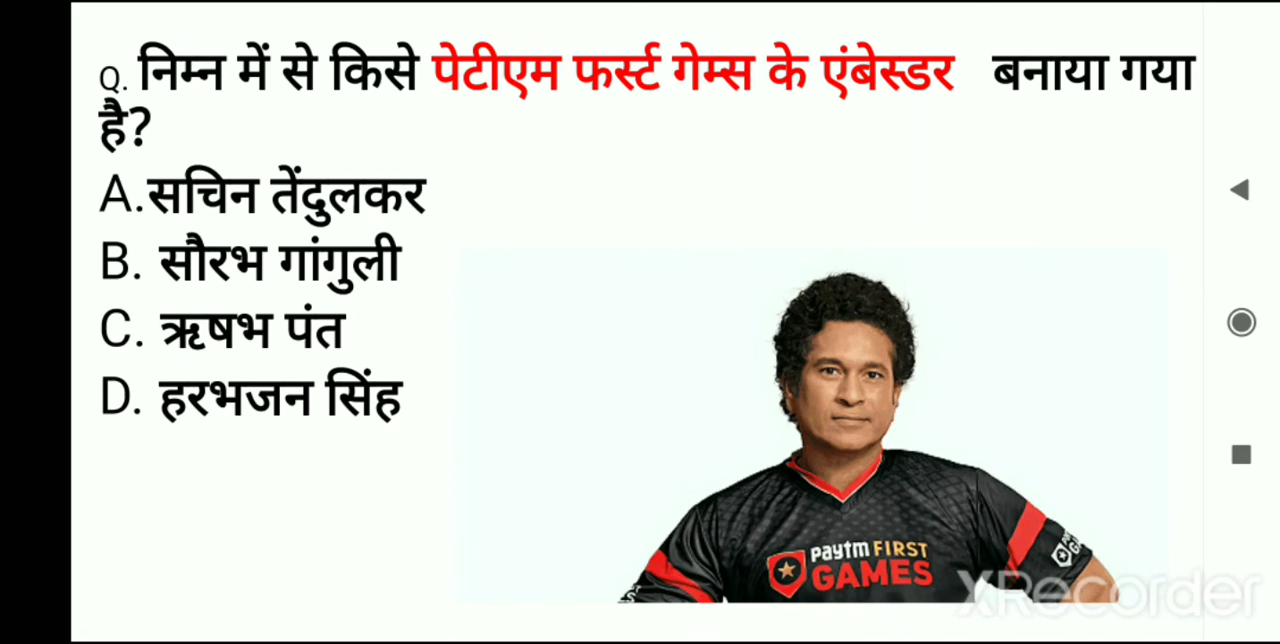 Q. निम्न में से किसे पेटीएम फर्स्ट गेम्स के एंबेस्डर बनाया गया
है?
A.सचिन तेंदुलकर
B. सौरभ गांगुली
C. ऋषभ पंत
D. हरभजन सिंह
paytm FIRST
GAMES
XRecorder